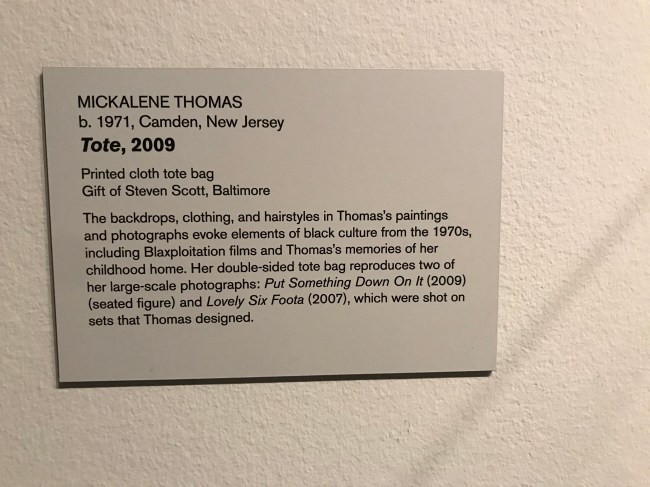 MICKALENE THOMAS
b. 1971, Camden, New Jersey
Tote, 2009
Printed cloth tote bag
Gift of Steven Scott, Baltimore
The backdrops, clothing, and hairstyles in Thomas's paintings
and photographs evoke elements of black culture from the 1970s,
including Blaxploitation films and Thomas's memories of her
childhood home. Her double-sided tote bag reproduces two of
her large-scale photographs: Put Something Down On It (2009)
(seated figure) and Lovely Six Foota (2007), which were shot on
sets that Thomas designed.